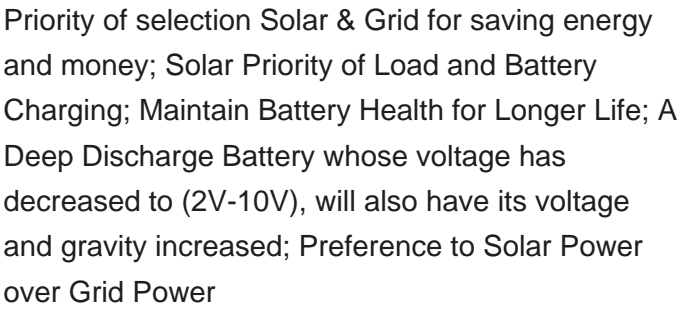 Priority of selection Solar & Grid for saving energy
and money; Solar Priority of Load and Battery
Charging; Maintain Battery Health for Longer Life; A
Deep Discharge Battery whose voltage has
decreased to (2V-10V), will also have its voltage
and gravity increased; Preference to Solar Power
over Grid Power